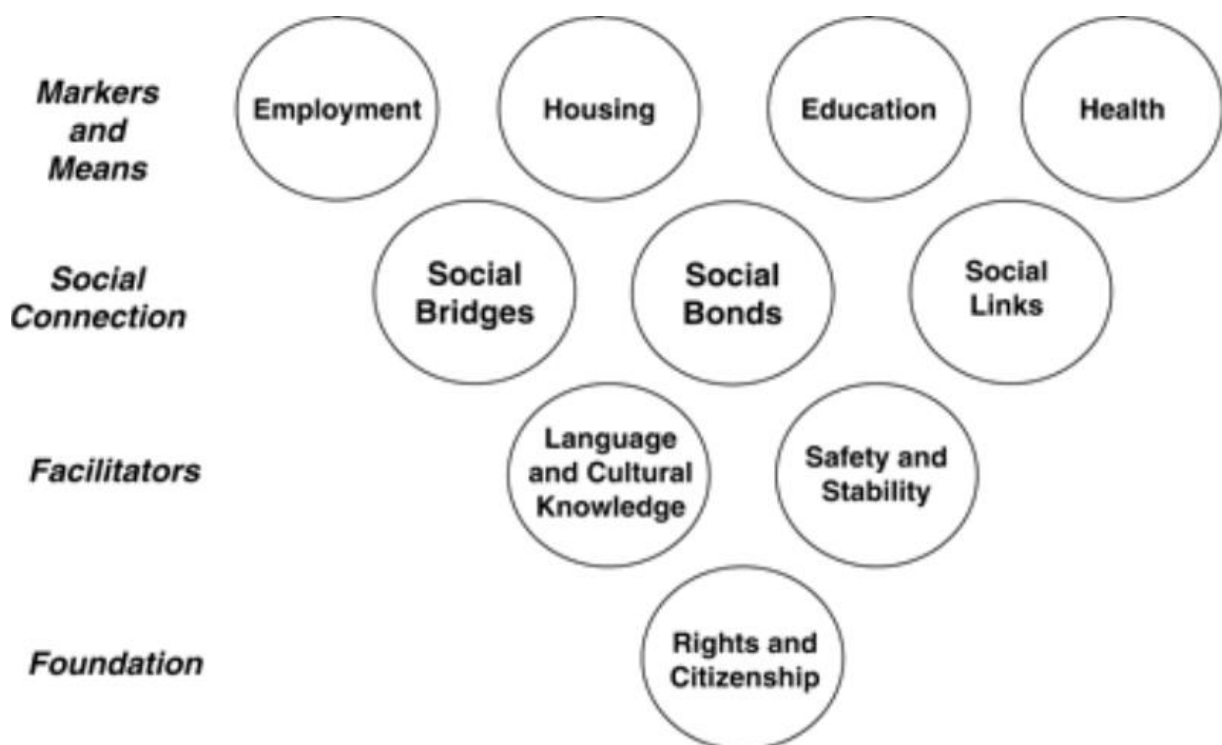 Markers
and
Means
Employment
Housing
Education
Health
Social
Connection
Social
Bridges
Social
Bonds
Social
Links
Facilitators
Language
and Cultural
Knowledge
Safety and
Stability
Foundation
Rights and
Citizenship